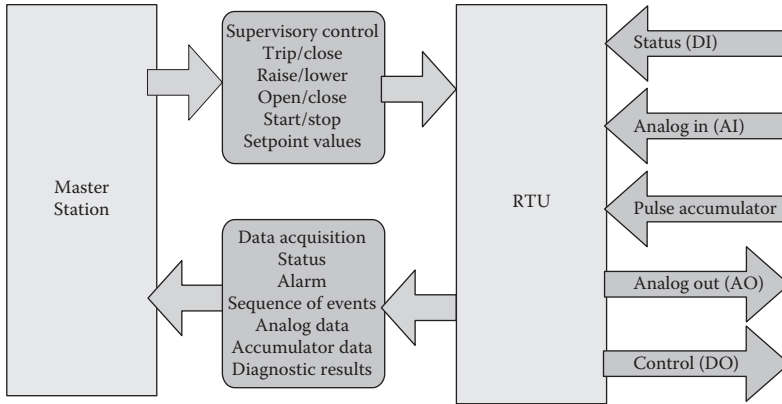 Supervisory control
Trip/close
Raise/lower
Open/close
Start/stop
Setpoint values
Master
Station
Data acquisition
Status
Alarm
Sequence of events
Analog data
Accumulator data
Diagnostic results
RTU
Status (DI)
Analog in (AI)
Pulse accumulator
Analog out (AO)
Control (DO)